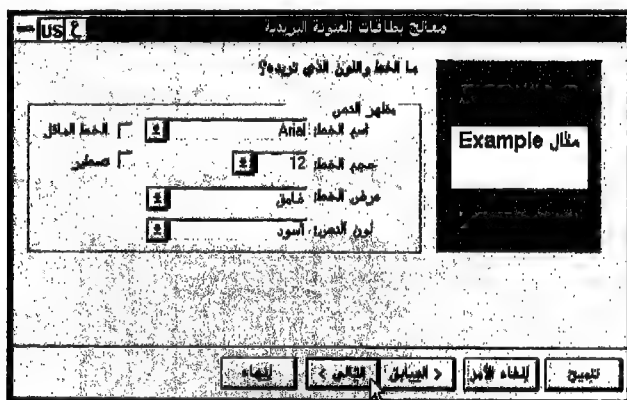 معالج بطاقات العنونة البريدية
ع US
ما الخط واللون الذي تريده؟
مثال Example
مظهر النص
اسم الخط: Arial
الخط المائل
حجم الخط: 12
تسطير
عرض الخط: غامق
لون النص: أسود
تلميح
إلغاء الأمر
< السابق
التالي >
إنهاء